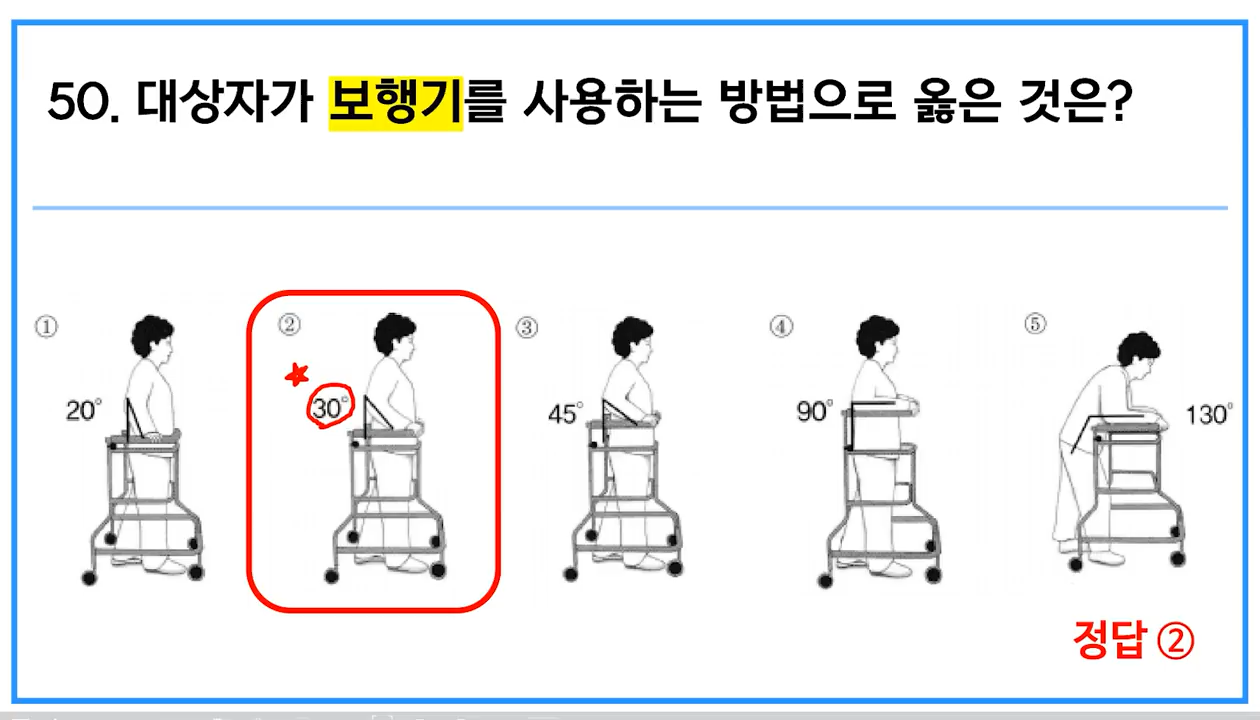 50. 대상자가 보행기를 사용하는 방법으로 옳은 것은?
① ② ③ ④ ⑤
20° 30° 45° 90° 130°
정답 ②